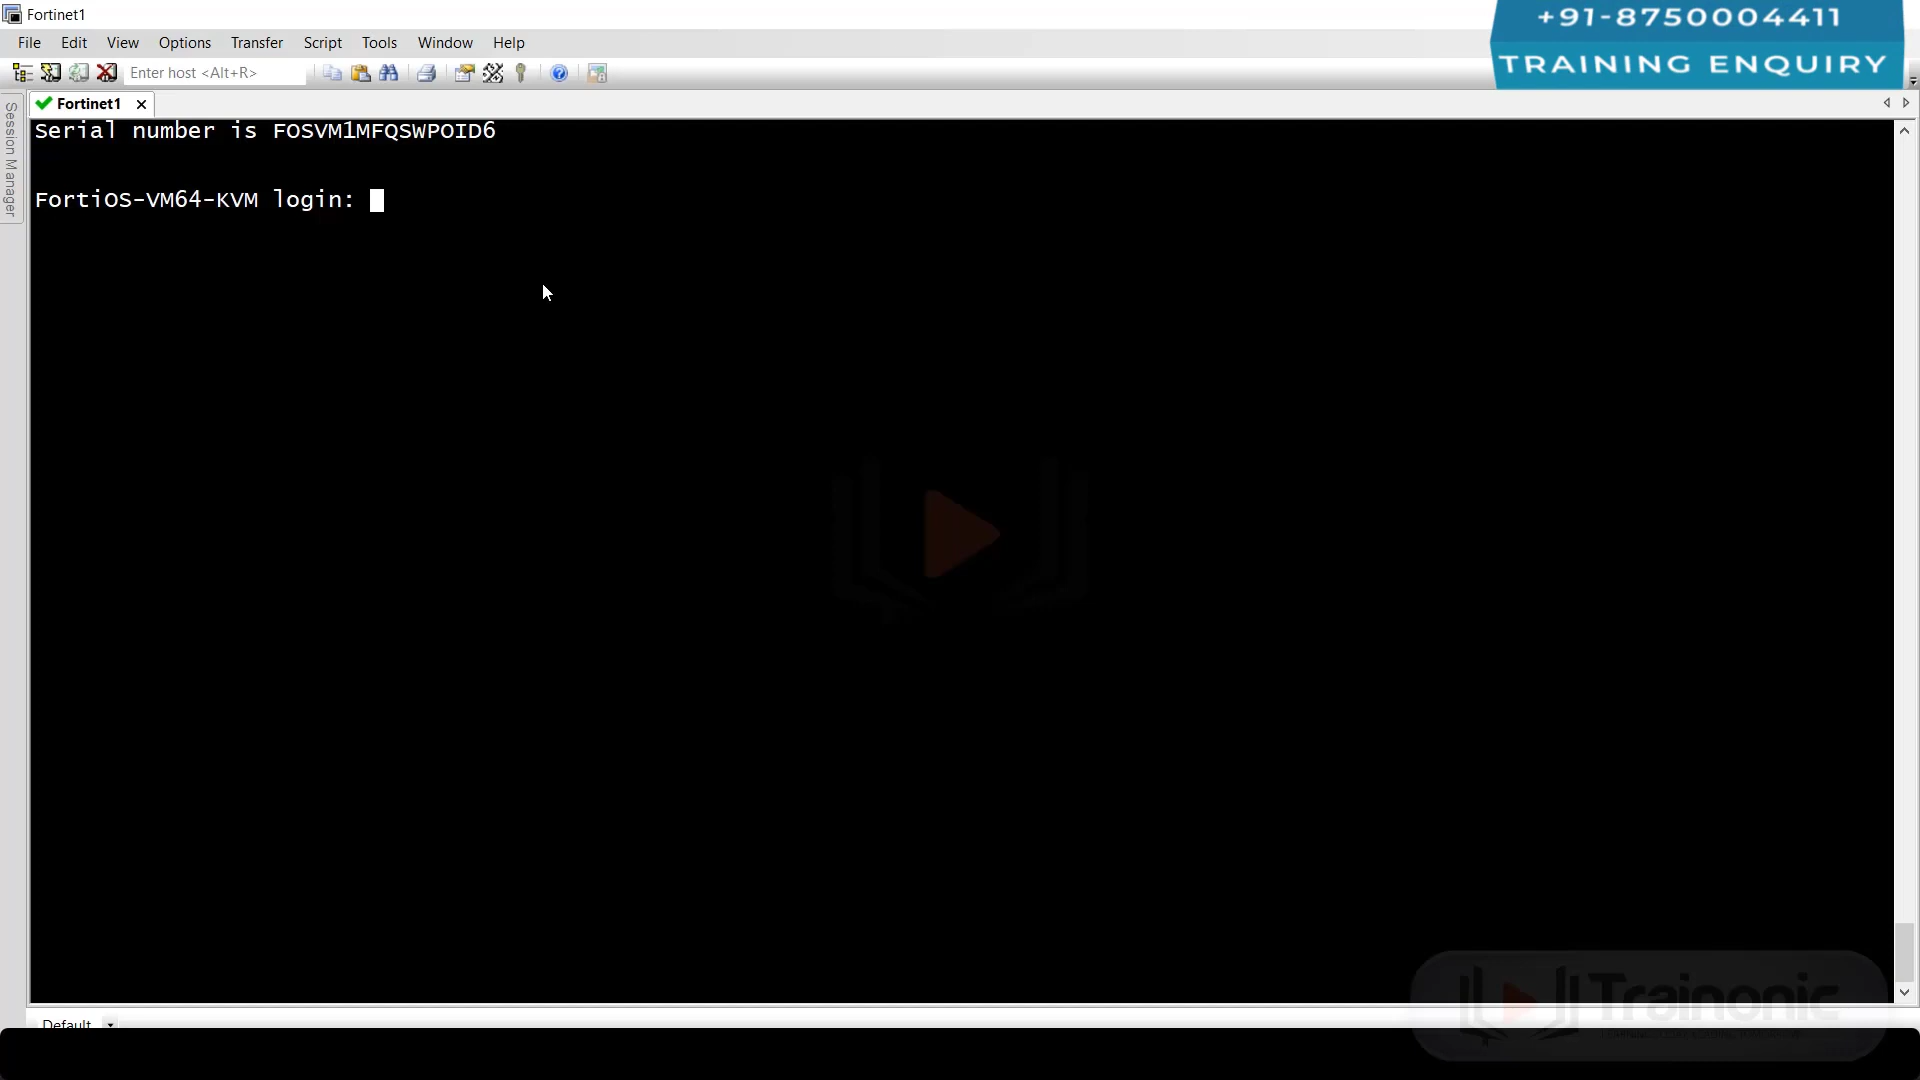 Fortinet1
+91-8750004411
File Edit View Options Transfer Script Tools Window Help
TRAINING ENQUIRY
Enter host <Alt+R>
Fortinet1
Session Manager
Serial number is FOSVM1MFQSWPOID6
FortiOS-VM64-KVM login:
Trainonic
Default